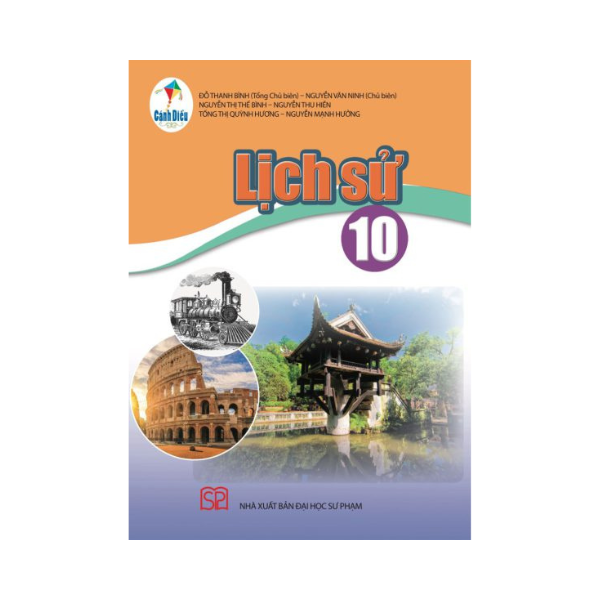 Cánh Diều
ĐỖ THANH BÌNH (Tổng Chủ biên) – NGUYỄN VĂN NINH (Chủ biên)
NGUYỄN THỊ THẾ BÌNH – NGUYỄN THU HIỀN
TỐNG THỊ QUỲNH HƯƠNG – NGUYỄN MẠNH HƯỞNG
Lịch sử
10
SP
NHÀ XUẤT BẢN ĐẠI HỌC SƯ PHẠM